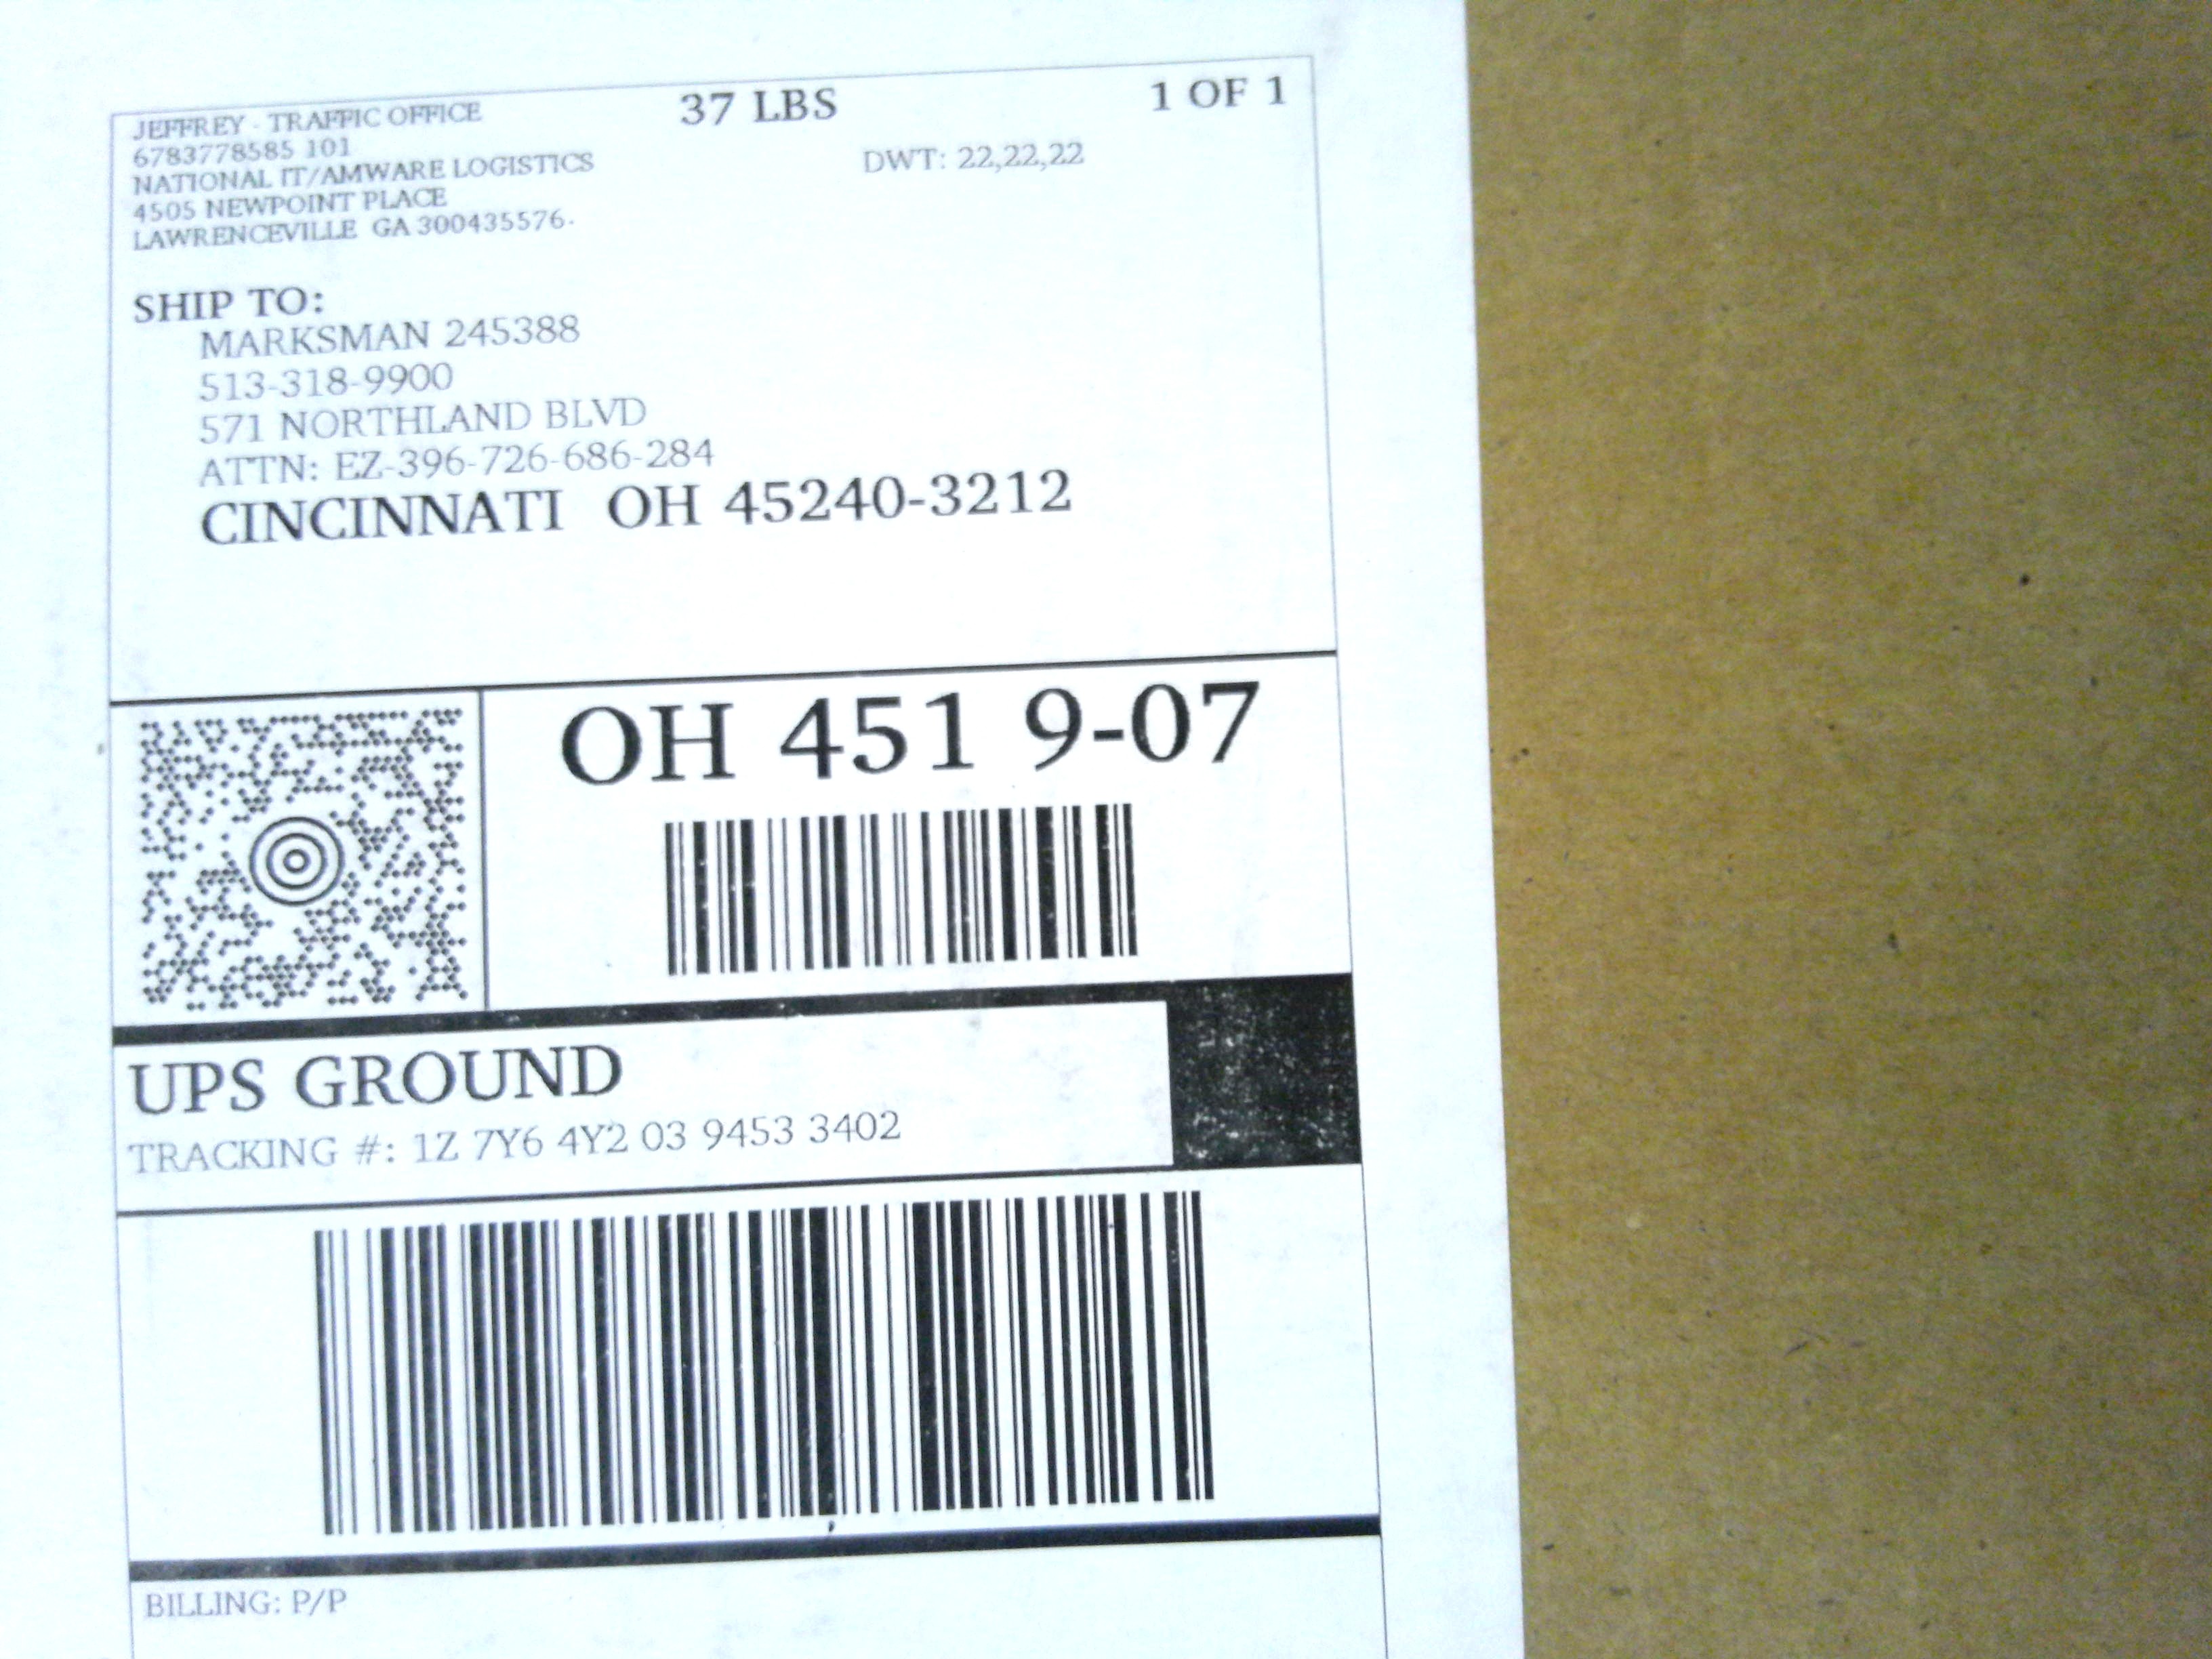 JEFFREY - TRAFFIC OFFICE
6783778585 101
NATIONAL IT/AMWARE LOGISTICS
4505 NEWPOINT PLACE
LAWRENCEVILLE GA 300435576.
37 LBS
1 OF 1
DWT: 22,22,22
SHIP TO:
MARKSMAN 245388
513-318-9900
571 NORTHLAND BLVD
ATTN: EZ-396-726-686-284
CINCINNATI OH 45240-3212
OH 451 9-07
UPS GROUND
TRACKING #: 1Z 7Y6 4Y2 03 9453 3402
BILLING: P/P